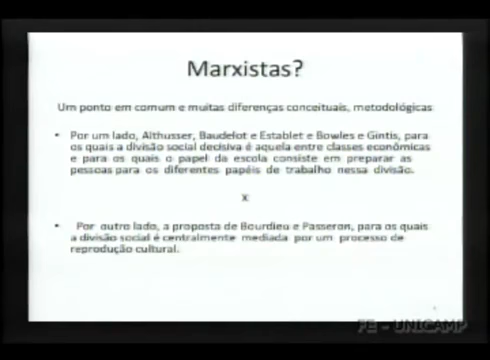 Marxistas?
Um ponto em comum e muitas diferenças conceituais, metodológicas
• Por um lado, Althusser, Baudelot e Establet e Bowles e Gintis, para
os quais a divisão social decisiva é aquela entre classes econômicas
e para os quais o papel da escola consiste em preparar as
pessoas para os diferentes papéis de trabalho nessa divisão.
x
• Por outro lado, a proposta de Bourdieu e Passeron, para os quais
a divisão social é centralmente mediada por um processo de
reprodução cultural.
FE - UNICAMP